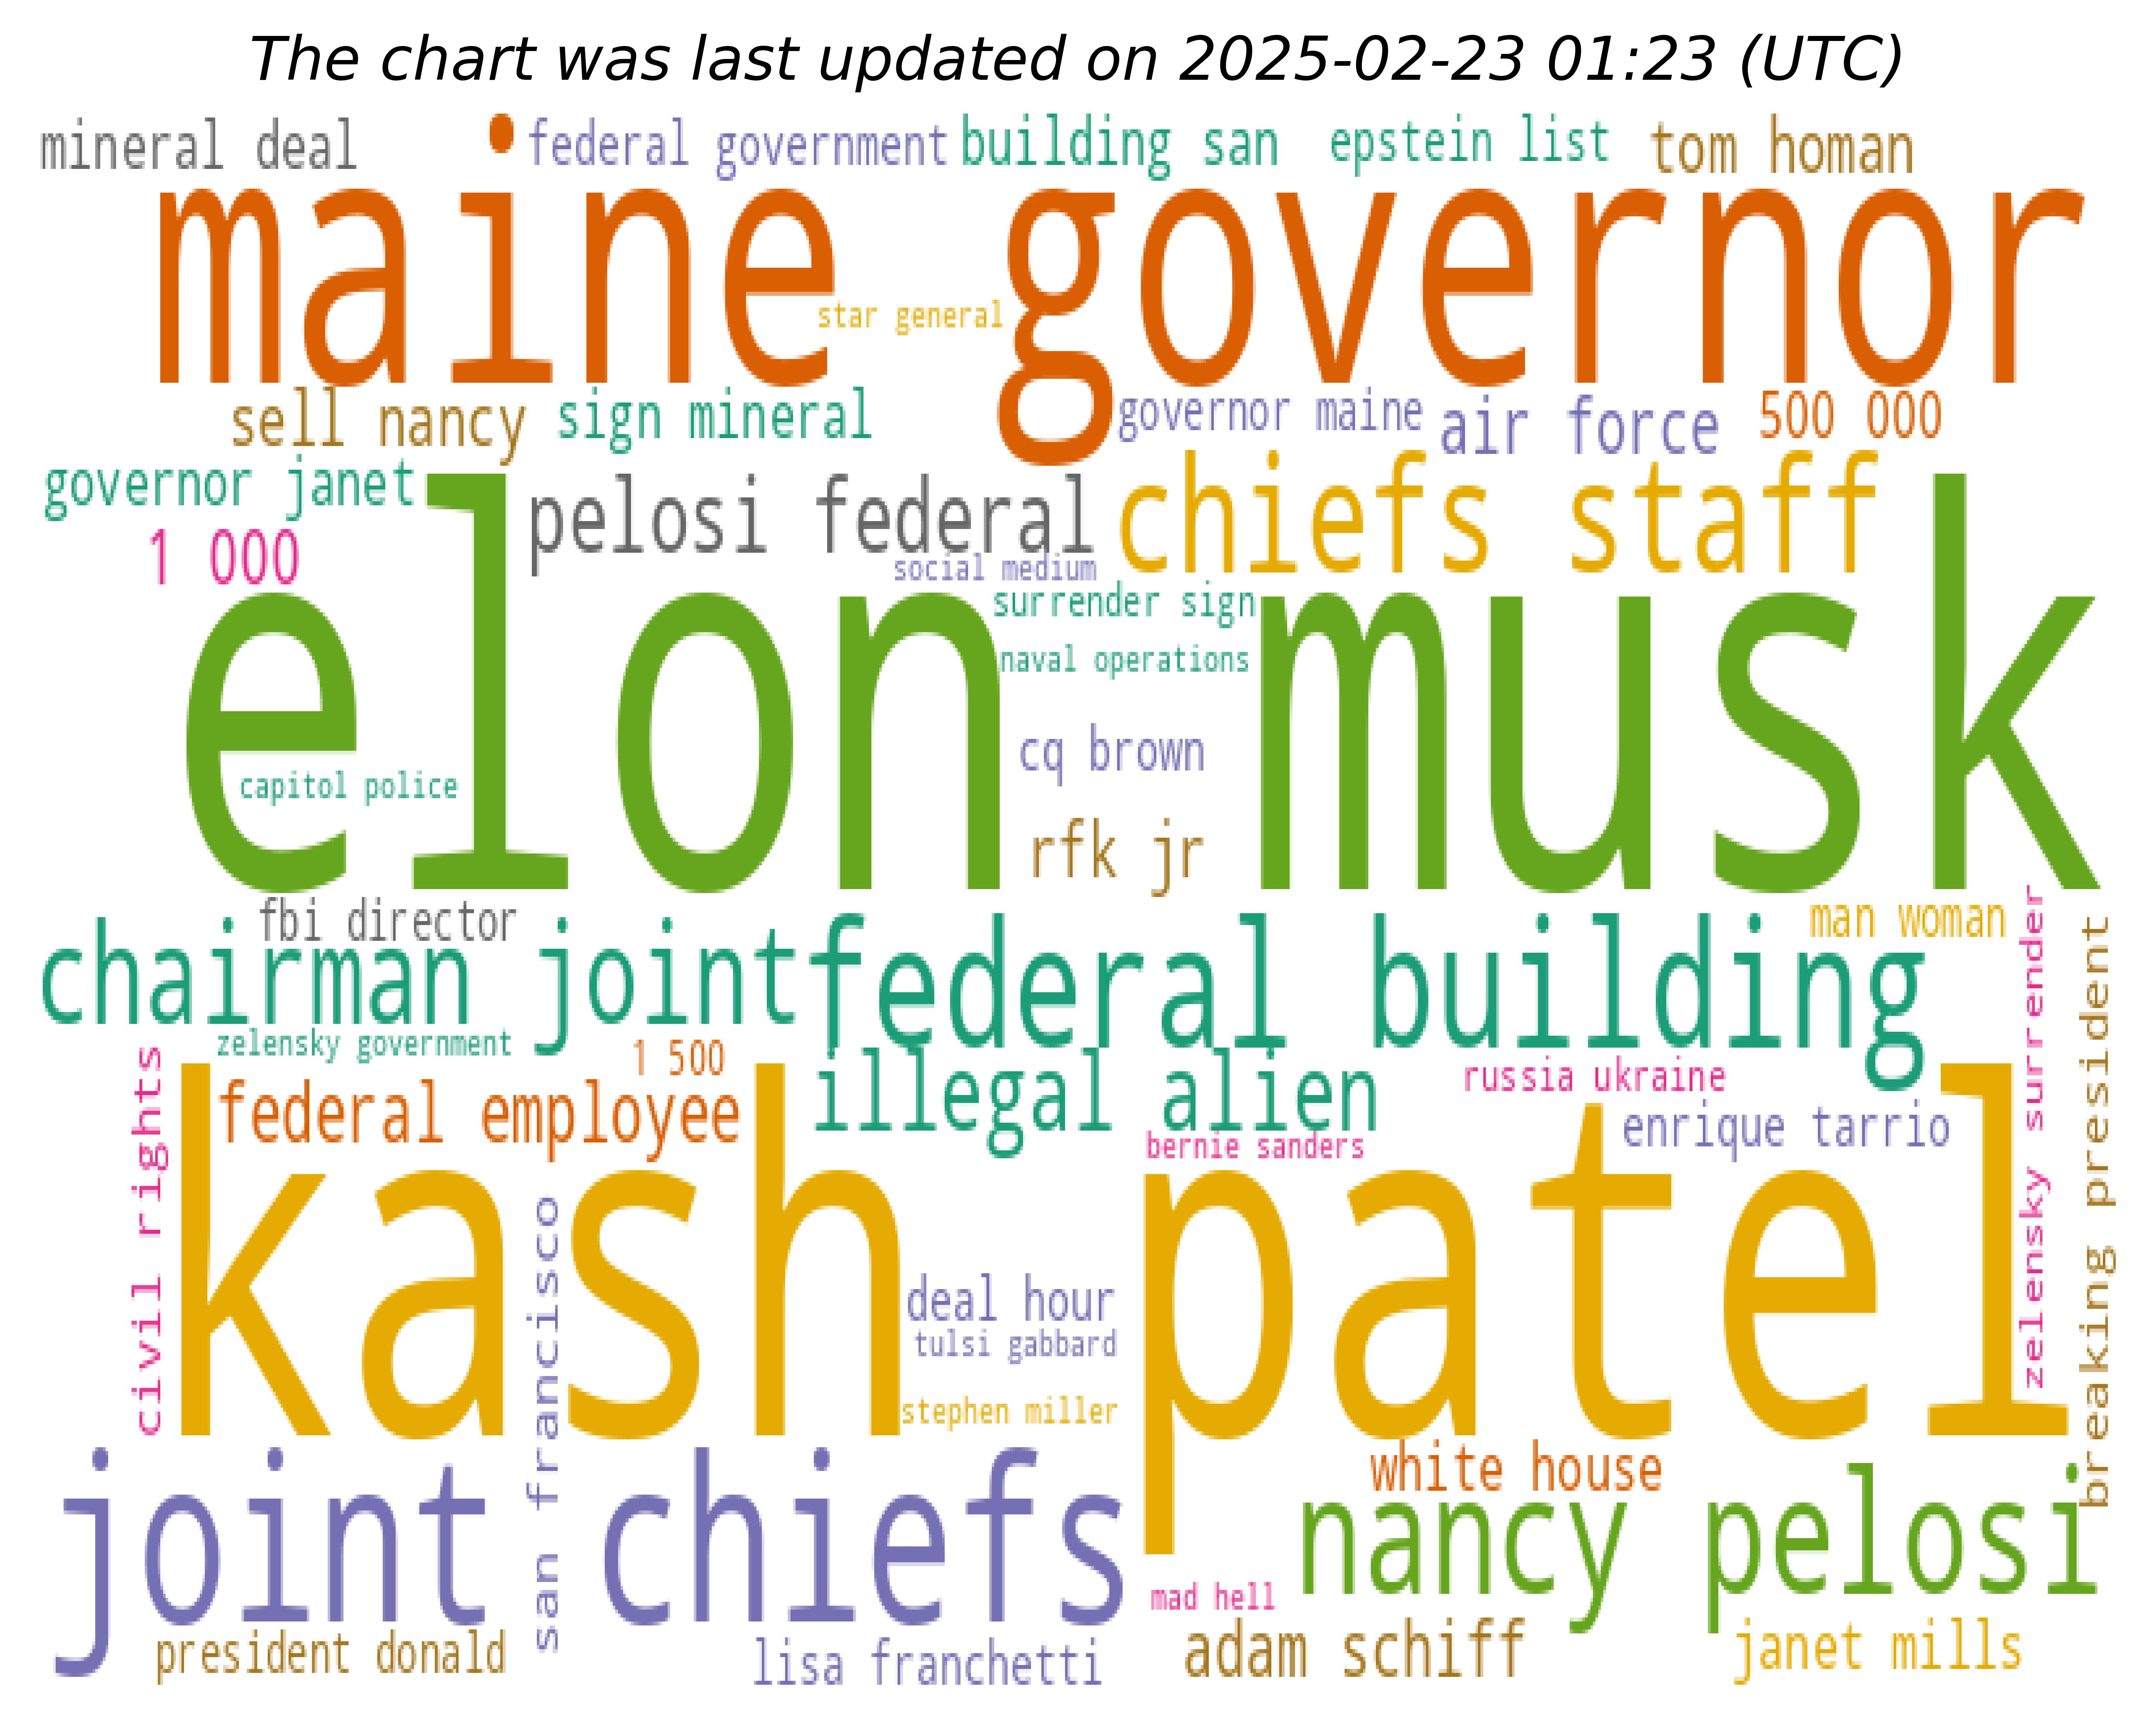 The chart was last updated on 2025-02-23 01:23 (UTC)
mineral deal
federal government
building san
epstein list
tom homan
maine governor
star general
sell nancy
sign mineral
governor maine
air force
500 000
governor janet
pelosi federal
chiefs staff
1 000
social medium
surrender sign
elon musk
naval operations
cq brown
capitol police
rfk jr
fbi director
man woman
chairman joint
federal building
zelensky surrender
breaking president
zelensky government
1 500
illegal alien
russia ukraine
civil rights
federal employee
enrique tarrio
bernie sanders
kash patel
san francisco
deal hour
tulsi gabbard
stephen miller
joint chiefs
white house
nancy pelosi
mad hell
president donald
lisa franchetti
adam schiff
janet mills